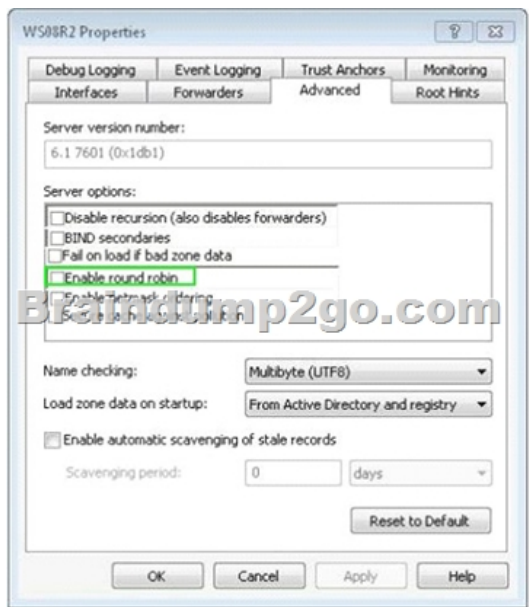 WS08R2 Properties
Debug Logging
Event Logging
Trust Anchors
Monitoring
Interfaces
Forwarders
Advanced
Root Hints
Server version number:
6.1 7601 (0x1db1)
Server options:
Disable recursion (also disables forwarders)
BIND secondaries
Fail on load if bad zone data
Enable round robin
Enable netmask ordering
Braindump2go.com
Name checking:
Multibyte (UTF8)
Load zone data on startup:
From Active Directory and registry
Enable automatic scavenging of stale records
Scavenging period:
0
days
Reset to Default
OK
Cancel
Apply
Help